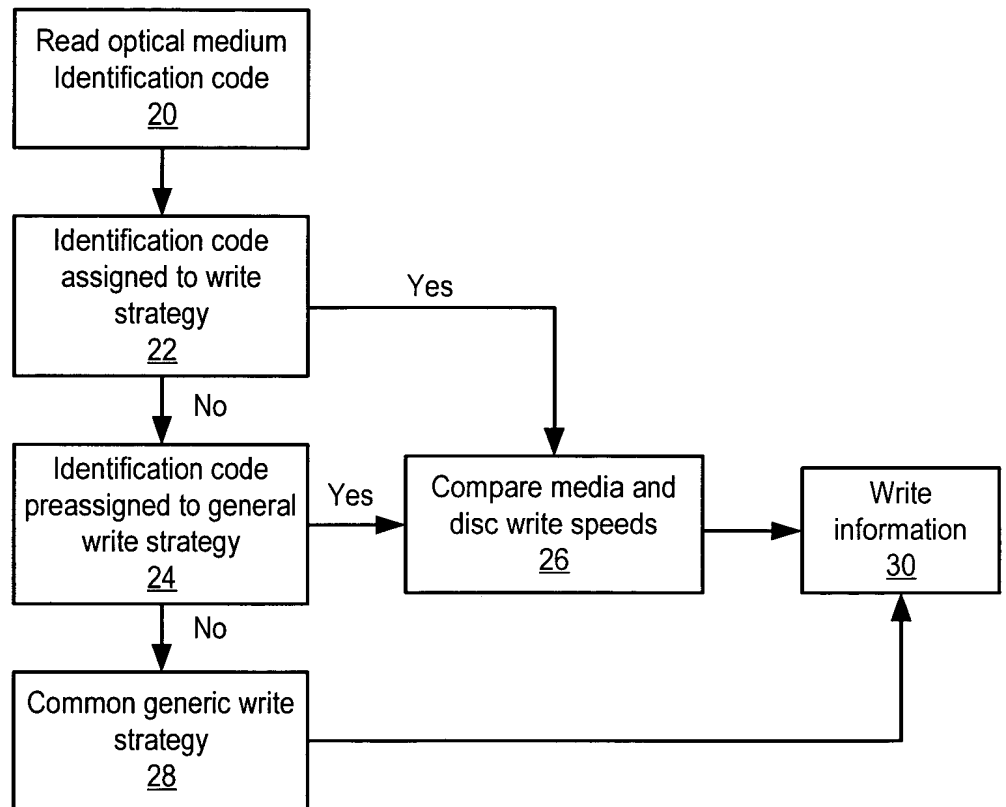 Read optical medium
Identification code
20
Identification code
assigned to write
strategy
22
Yes
No
Identification code
preassigned to general
write strategy
24
Yes
Compare media and
disc write speeds
26
Write
information
30
No
Common generic write
strategy
28